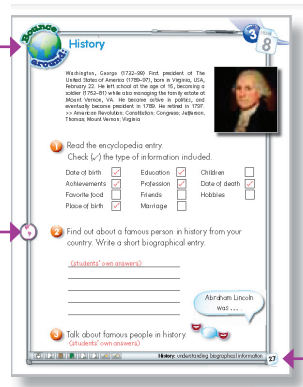 Bounce
around!
History
3
8
Washington, George (1732–99) First president of The
United States of America (1789–97), born in Virginia, USA,
February 22. He left school at the age of 15, becoming a
soldier (1752–81) while also managing the family estate at
Mount Vernon, VA. He became active in politics, and
eventually became president in 1789. He retired in 1797.
>> American Revolution; Constitution; Congress; Jefferson,
Thomas; Mount Vernon; Virginia
1 Read the encyclopedia entry.
Check (✓) the type of information included.
Date of birth ✓ Education ✓ Children
Achievements ✓ Profession ✓ Date of death ✓
Favorite food Friends Hobbies
Place of birth ✓ Marriage
2 Find out about a famous person in history from your
country. Write a short biographical entry.
(students' own answers)
Abraham Lincoln
was ....
3 Talk about famous people in history.
(students' own answers)
History: understanding biographical information 27